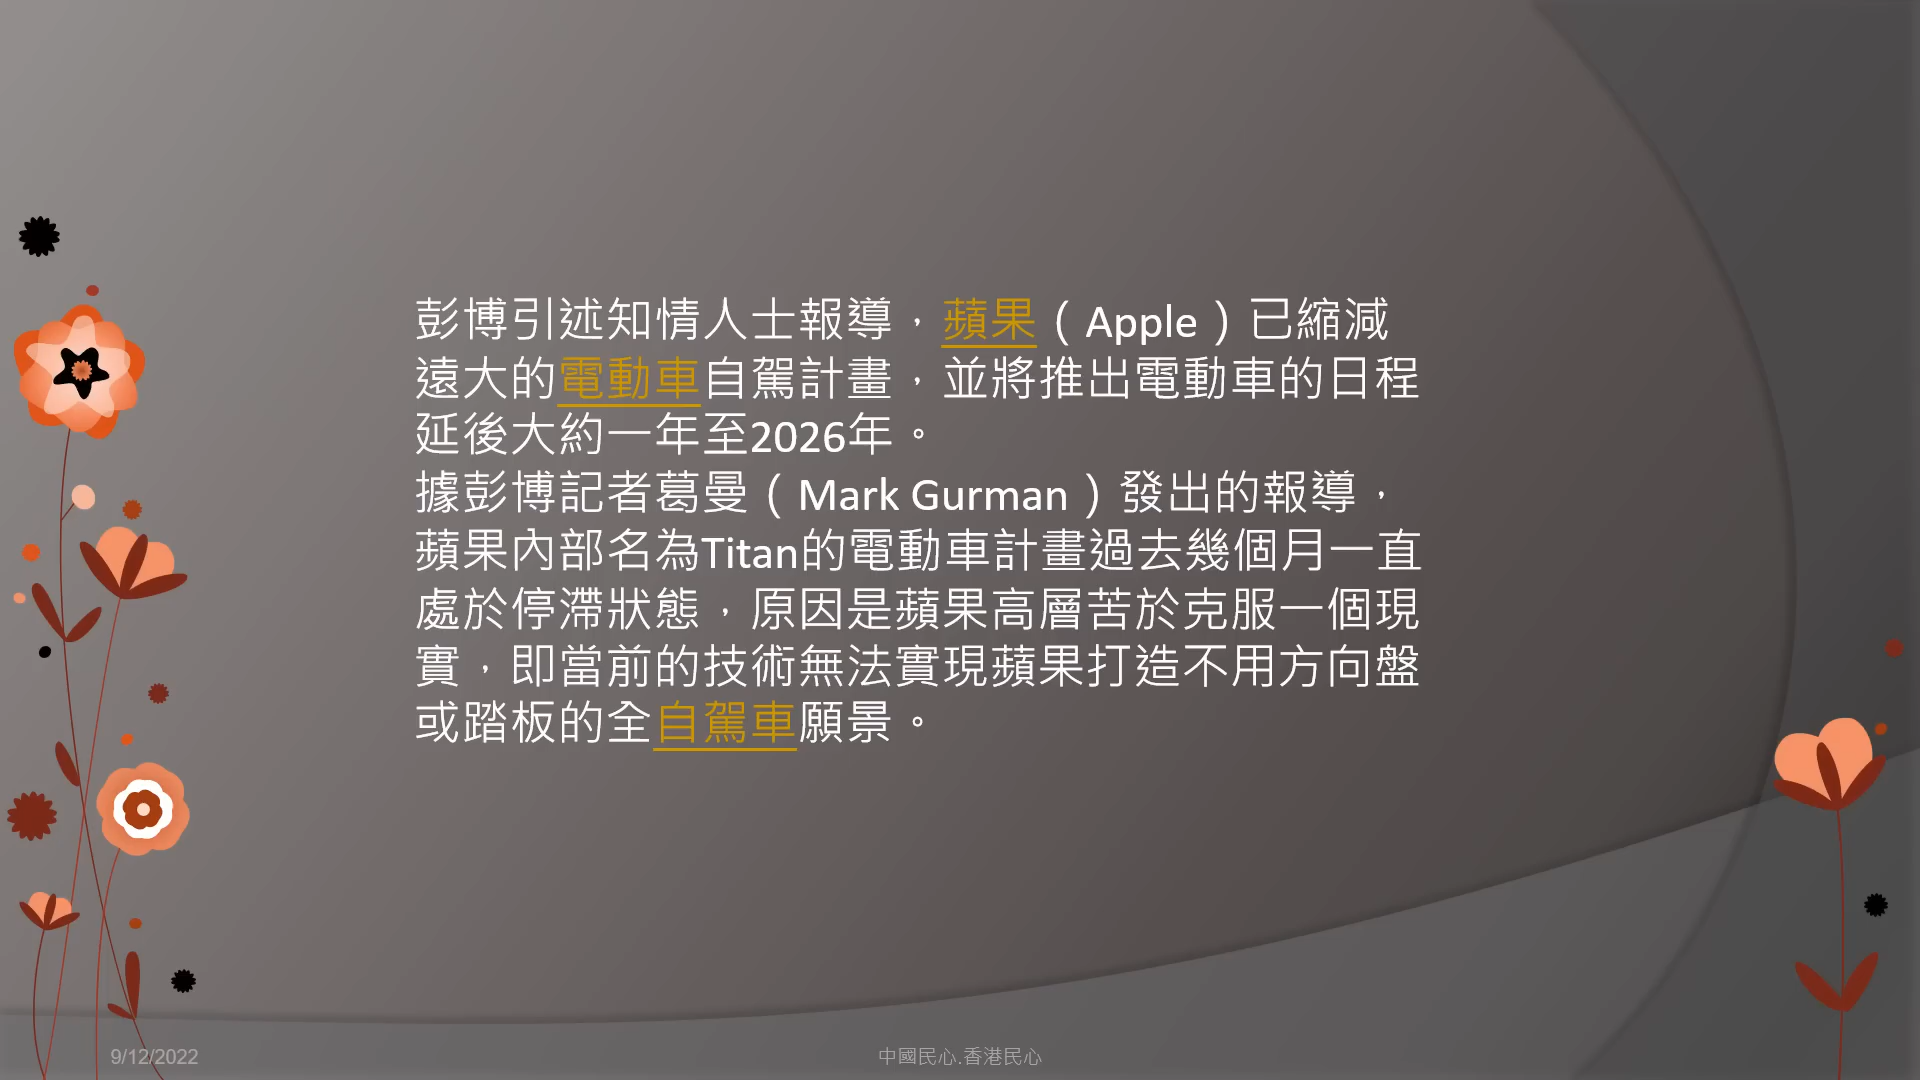 彭博引述知情人士報導，蘋果（Apple）已縮減
遠大的電動車自駕計畫，並將推出電動車的日程
延後大約一年至2026年。
據彭博記者葛曼（Mark Gurman）發出的報導，
蘋果內部名為Titan的電動車計畫過去幾個月一直
處於停滯狀態，原因是蘋果高層苦於克服一個現
實，即當前的技術無法實現蘋果打造不用方向盤
或踏板的全自駕車願景。
9/12/2022
中國民心.香港民心